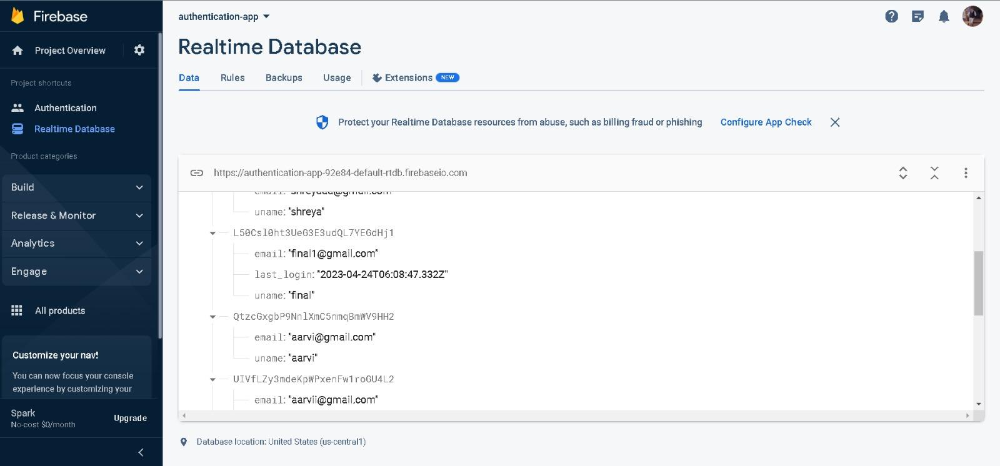 Firebase
Project Overview
Project shortcuts
Authentication
Realtime Database
Product categories
Build
Release & Monitor
Analytics
Engage
All products
Customize your nav!
You can now focus your console
experience by customizing your
Spark
No-cost $0/month
Upgrade
authentication-app
Realtime Database
Data Rules Backups Usage Extensions NEW
Protect your Realtime Database resources from abuse, such as billing fraud or phishing Configure App Check
https://authentication-app-92e84-default-rtdb.firebaseio.com
email: "shreyaaa@gmail.com"
uname: "shreya"
L50Csl0ht3UeG3E3udQL7YEGdHj1
email: "final1@gmail.com"
last_login: "2023-04-24T06:08:47.332Z"
uname: "final"
QtzcGxgbP9NnlXmC5nmqBmWV9HH2
email: "aarvi@gmail.com"
uname: "aarvi"
UIVfLZy3mdeKpWPxenFw1roGU4L2
email: "aarvii@gmail.com"
Database location: United States (us-central1)